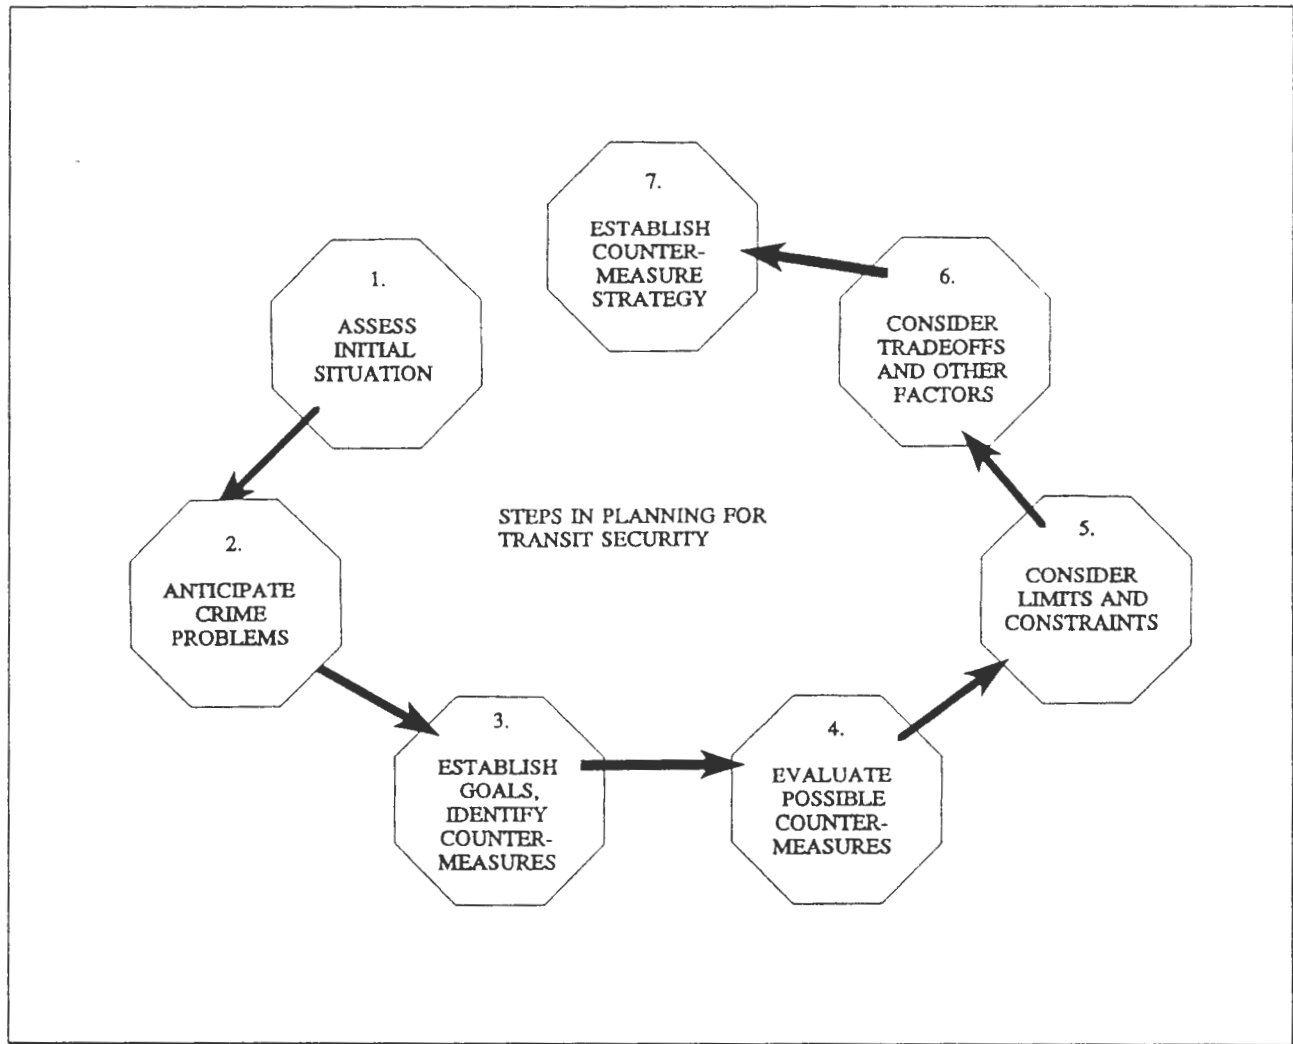 1.
ASSESS
INITIAL
SITUATION
2.
ANTICIPATE
CRIME
PROBLEMS
3.
ESTABLISH
GOALS,
IDENTIFY
COUNTER-
MEASURES
4.
EVALUATE
POSSIBLE
COUNTER-
MEASURES
5.
CONSIDER
LIMITS AND
CONSTRAINTS
6.
CONSIDER
TRADEOFFS
AND OTHER
FACTORS
7.
ESTABLISH
COUNTER-
MEASURE
STRATEGY
STEPS IN PLANNING FOR
TRANSIT SECURITY